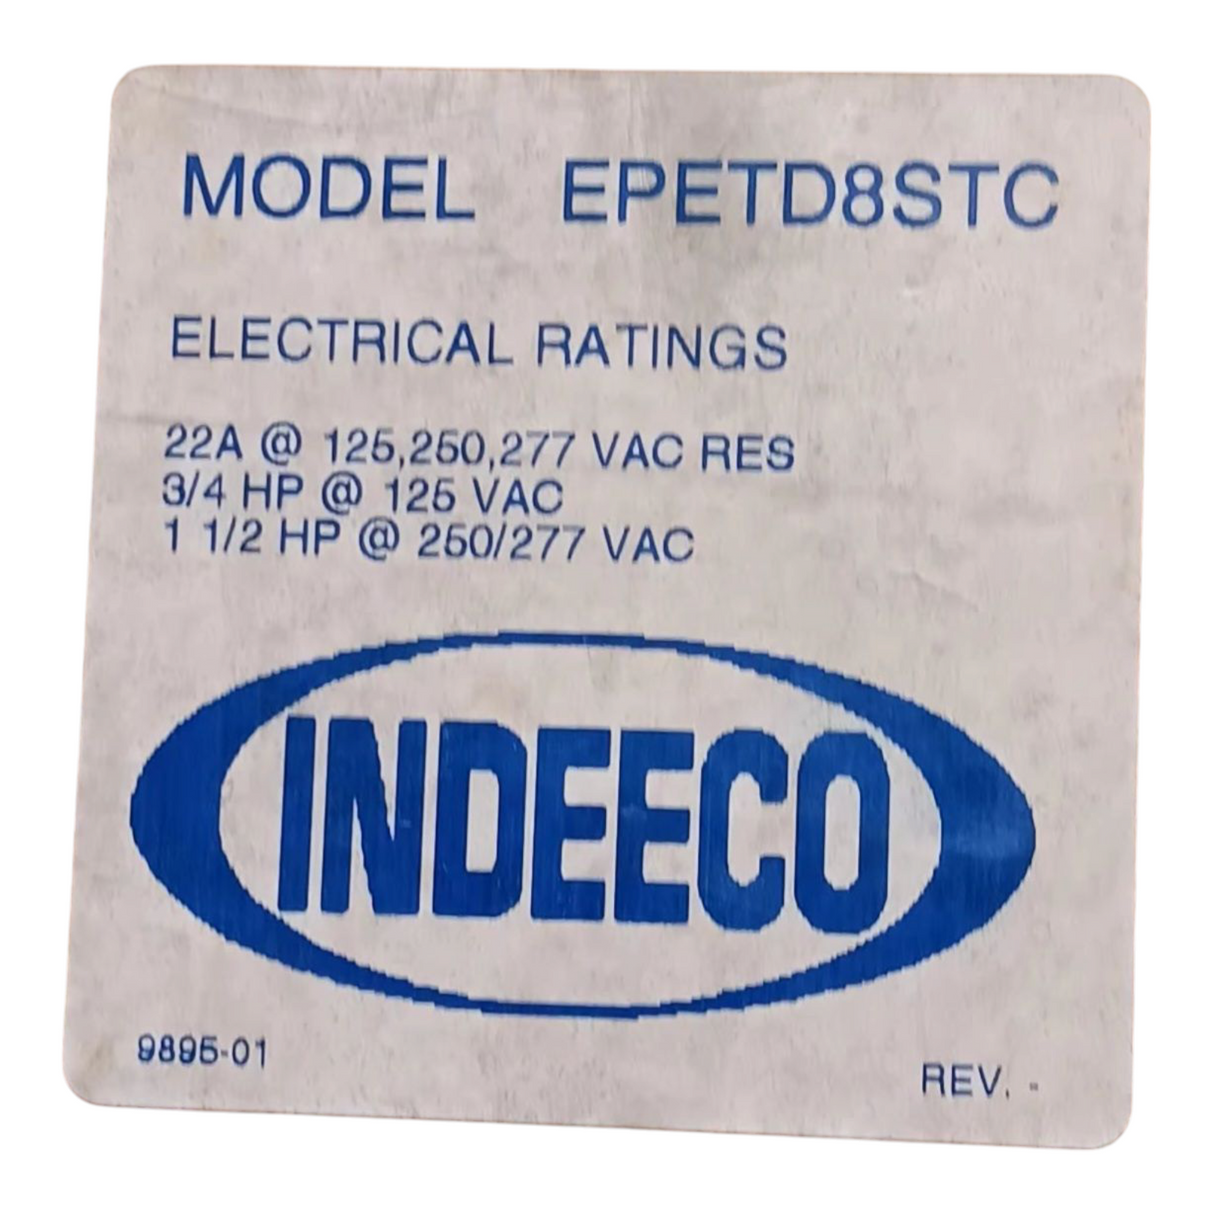 MODEL EPETD8STC
ELECTRICAL RATINGS
22A @ 125,250,277 VAC RES
3/4 HP @ 125 VAC
1 1/2 HP @ 250/277 VAC
INDEECO
9895-01
REV. -